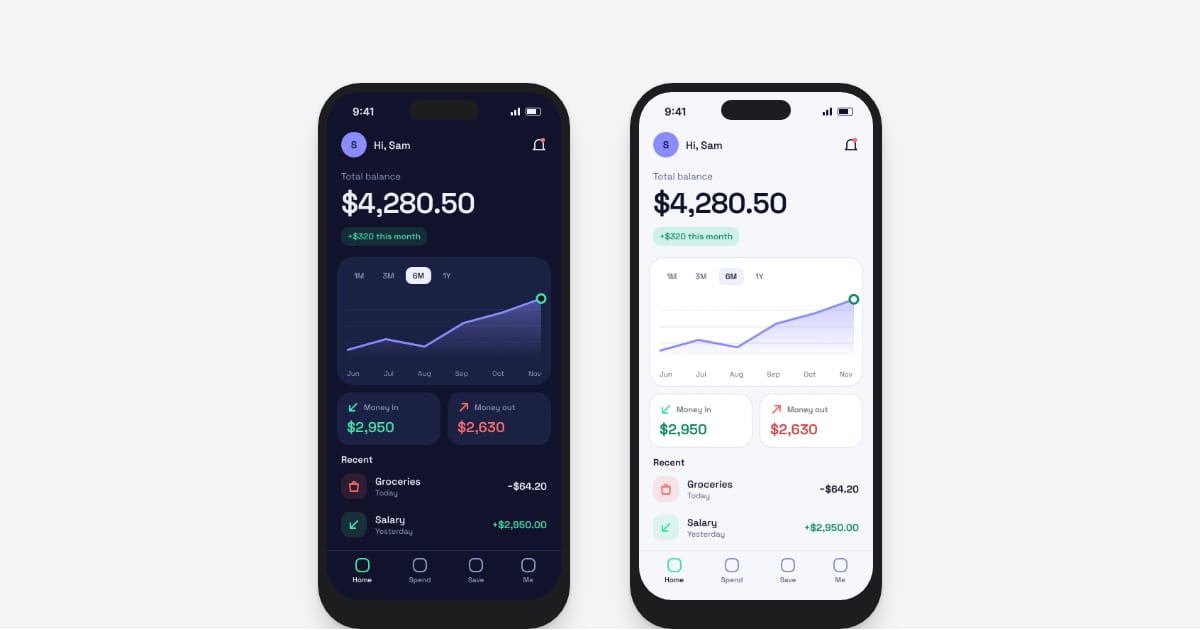 9:41
S Hi, Sam
Total balance
$4,280.50
+$320 this month
1M 3M 6M 1Y
Jun Jul Aug Sep Oct Nov
Money in Money out
$2,950 $2,630
Recent
Groceries -$64.20
Today
Salary +$2,950.00
Yesterday
Home Spend Save Me
9:41
S Hi, Sam
Total balance
$4,280.50
+$320 this month
1M 3M 6M 1Y
Jun Jul Aug Sep Oct Nov
Money in Money out
$2,950 $2,630
Recent
Groceries -$64.20
Today
Salary +$2,950.00
Yesterday
Home Spend Save Me